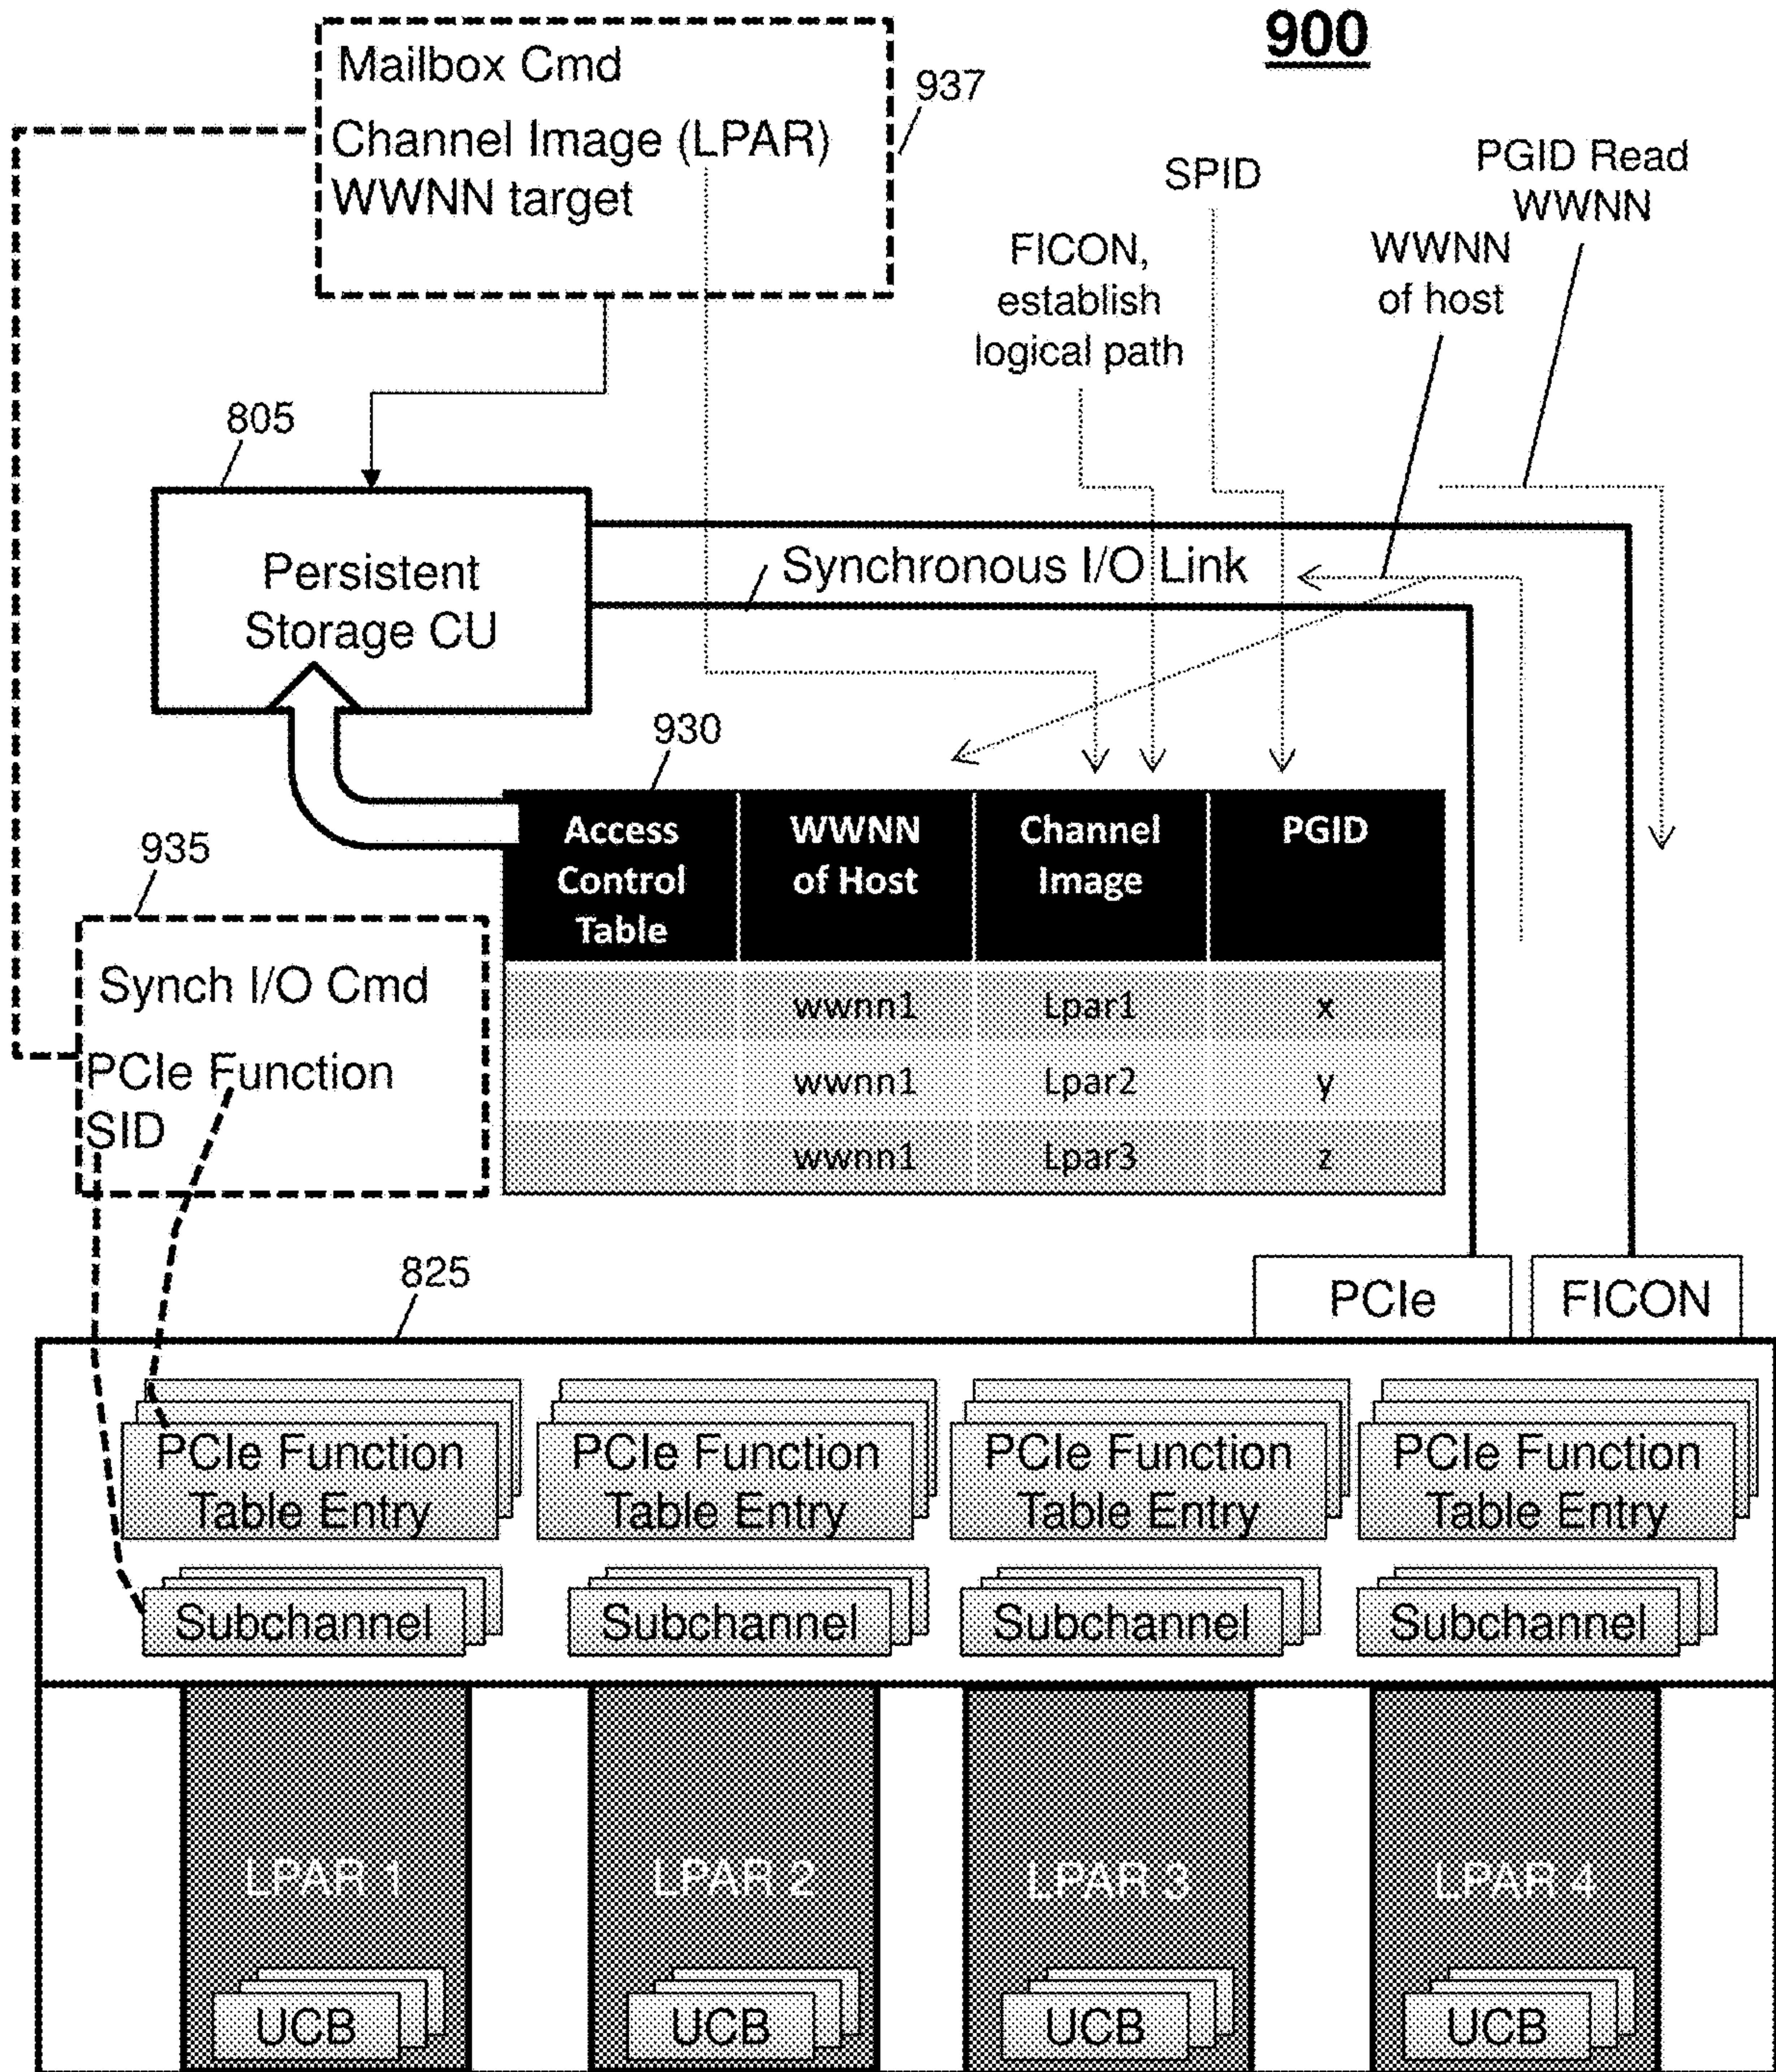 900
Mailbox Cmd
Channel Image (LPAR)
WWNN target
937
SPID
PGID Read
WWNN
FICON,
establish
logical path
WWNN
of host
805
Persistent
Storage CU
Synchronous I/O Link
930
Access
Control
Table
WWNN
of Host
Channel
Image
PGID
wwnn1 Lpar1 x
wwnn1 Lpar2 y
wwnn1 Lpar3 z
935
Synch I/O Cmd
PCIe Function
SID
825
PCIe
FICON
PCIe Function
Table Entry
PCIe Function
Table Entry
PCIe Function
Table Entry
PCIe Function
Table Entry
Subchannel
Subchannel
Subchannel
Subchannel
LPAR 1
LPAR 2
LPAR 3
LPAR 4
UCB
UCB
UCB
UCB